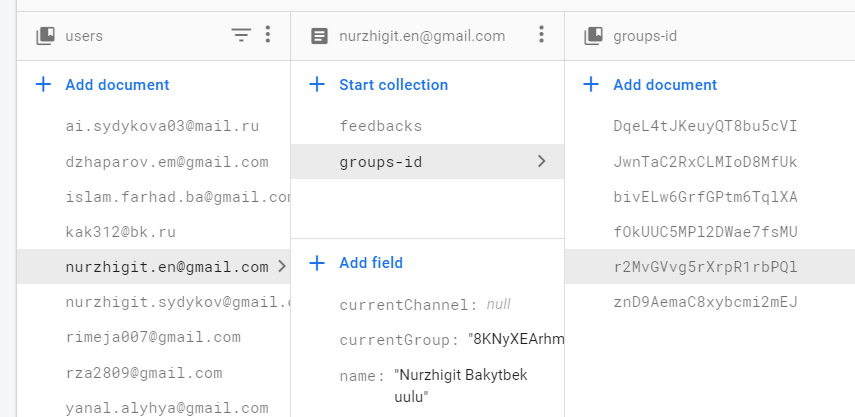 users
nurzhigit.en@gmail.com
groups-id
Add document
Start collection
Add document
ai.sydykova03@mail.ru
dzhaparov.em@gmail.com
islam.farhad.ba@gmail.com
kak312@bk.ru
nurzhigit.en@gmail.com
nurzhigit.sydykov@gmail.c
rimeja007@gmail.com
rza2809@gmail.com
yanal.alyhya@gmail.com
feedbacks
groups-id
Add field
currentChannel: null
currentGroup: "8KNyXEArhm
name: "Nurzhigit Bakytbek
uulu"
DqeL4tJKeuyQT8bu5cVI
JwnTaC2RxCLMIoD8MfUk
bivELw6GrfGPtm6TqlXA
fOkUUC5MPl2DWae7fsMU
r2MvGVvg5rXrpR1rbPQl
znD9AemaC8xybcmi2mEJ